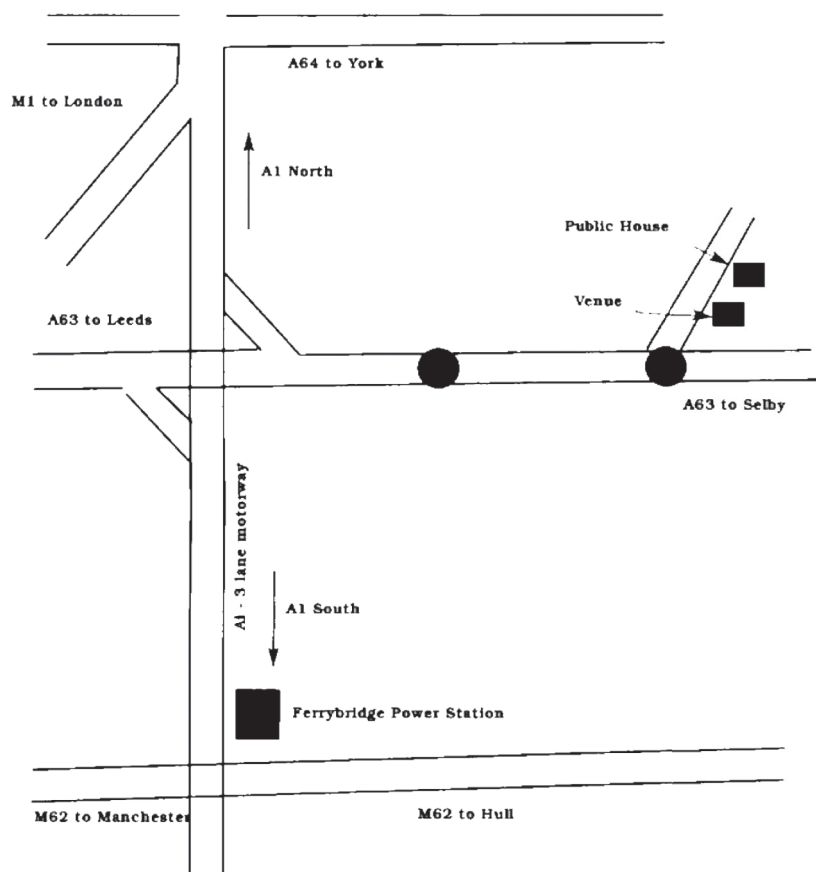 A64 to York
M1 to London
A1 North
Public House
Venue
A63 to Leeds
A63 to Selby
A1 - 3 lane motorway
A1 South
Ferrybridge Power Station
M62 to Manchester
M62 to Hull